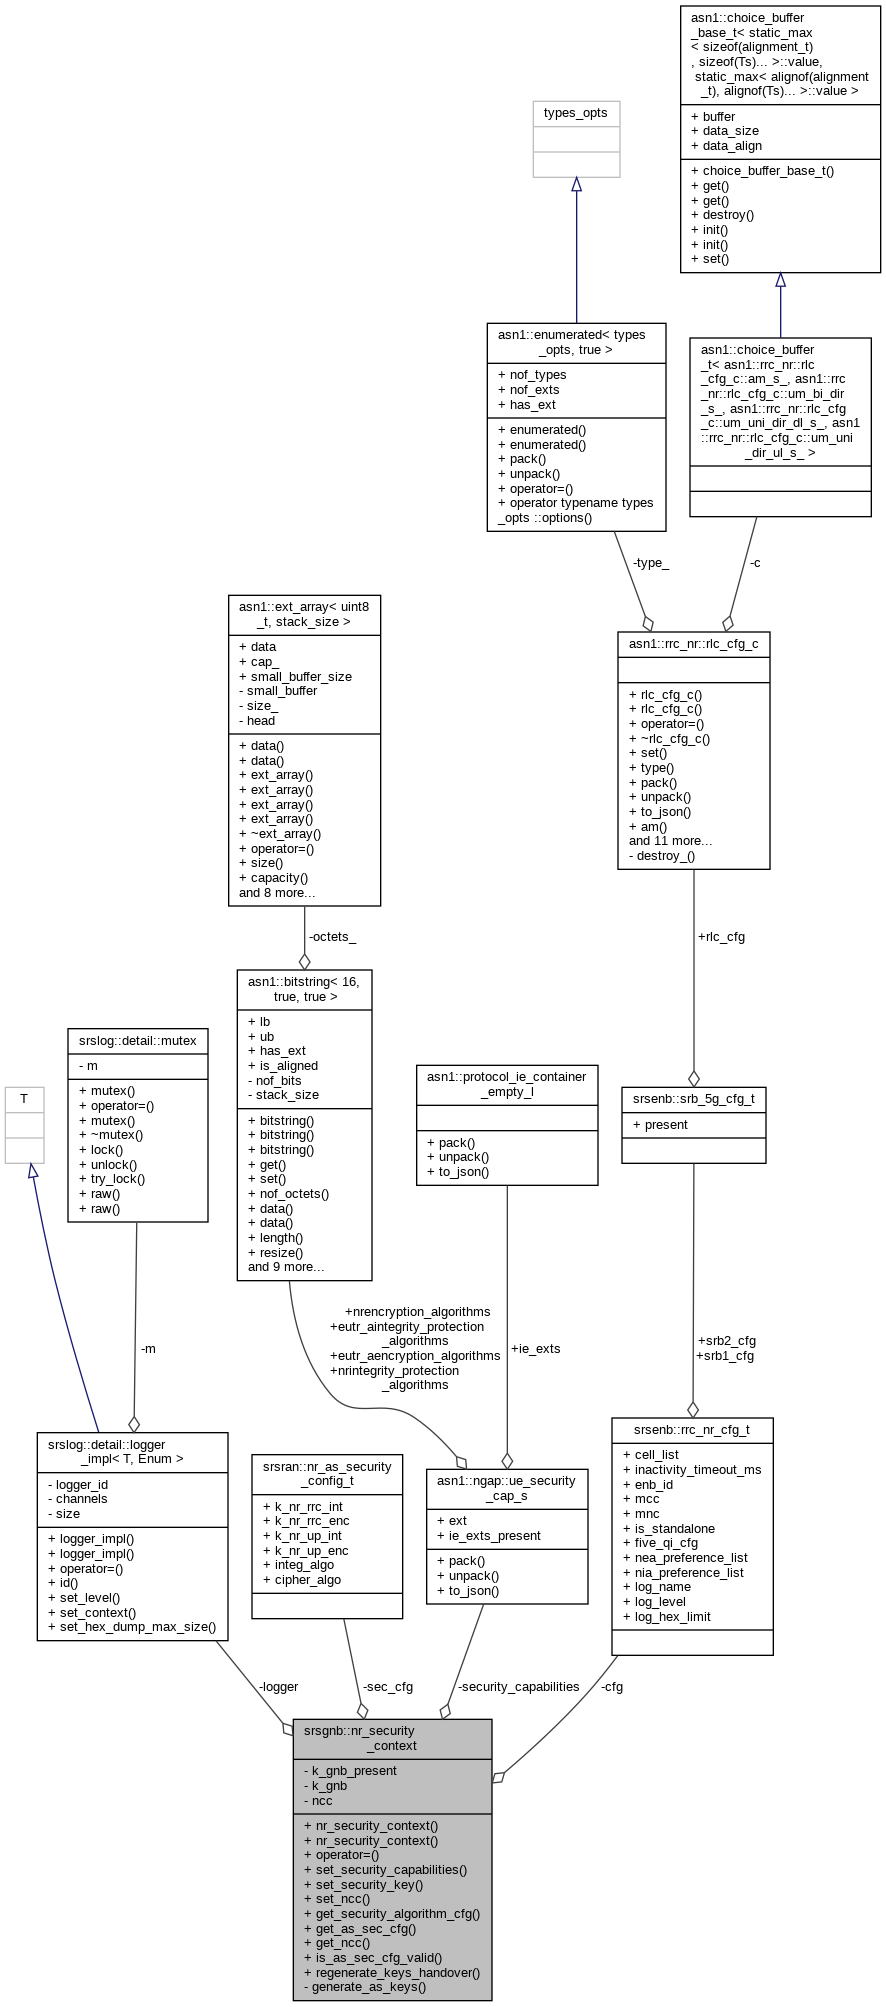 asn1::choice_buffer
_base_t< static_max
< sizeof(alignment_t)
, sizeof(Ts)... >::value,
static_max< alignof(alignment
_t), alignof(Ts)... >::value >
+ buffer
+ data_size
+ data_align
+ choice_buffer_base_t()
+ get()
+ get()
+ destroy()
+ init()
+ init()
+ set()
types_opts
asn1::enumerated< types
_opts, true >
+ nof_types
+ nof_exts
+ has_ext
+ enumerated()
+ enumerated()
+ pack()
+ unpack()
+ operator=()
+ operator typename types
_opts ::options()
asn1::choice_buffer
_t< asn1::rrc_nr::rlc
_cfg_c::am_s_, asn1::rrc
_nr::rlc_cfg_c::um_bi_dir
_s_, asn1::rrc_nr::rlc_cfg
_c::um_uni_dir_dl_s_, asn1
::rrc_nr::rlc_cfg_c::um_uni
_dir_ul_s_ >
-type_
-c
asn1::ext_array< uint8
_t, stack_size >
+ data
+ cap_
+ small_buffer_size
- small_buffer
- size_
- head
+ data()
+ data()
+ ext_array()
+ ext_array()
+ ext_array()
+ ext_array()
+ ~ext_array()
+ operator=()
+ size()
+ capacity()
and 8 more...
asn1::rrc_nr::rlc_cfg_c
+ rlc_cfg_c()
+ rlc_cfg_c()
+ operator=()
+ ~rlc_cfg_c()
+ set()
+ type()
+ pack()
+ unpack()
+ to_json()
+ am()
and 11 more...
- destroy_()
-octets_
+rlc_cfg
asn1::bitstring< 16,
true, true >
+ lb
+ ub
+ has_ext
+ is_aligned
- nof_bits
- stack_size
+ bitstring()
+ bitstring()
+ bitstring()
+ get()
+ set()
+ nof_octets()
+ data()
+ data()
+ length()
+ resize()
and 9 more...
srslog::detail::mutex
- m
+ mutex()
+ operator=()
+ mutex()
+ ~mutex()
+ lock()
+ unlock()
+ try_lock()
+ raw()
+ raw()
T
asn1::protocol_ie_container
_empty_l
+ pack()
+ unpack()
+ to_json()
srsenb::srb_5g_cfg_t
+ present
-m
+nrencryption_algorithms
+eutr_aintegrity_protection
_algorithms
+eutr_aencryption_algorithms
+nrintegrity_protection
_algorithms
+ie_exts
+srb2_cfg
+srb1_cfg
srslog::detail::logger
_impl< T, Enum >
- logger_id
- channels
- size
+ logger_impl()
+ logger_impl()
+ operator=()
+ id()
+ set_level()
+ set_context()
+ set_hex_dump_max_size()
srsran::nr_as_security
_config_t
+ k_nr_rrc_int
+ k_nr_rrc_enc
+ k_nr_up_int
+ k_nr_up_enc
+ integ_algo
+ cipher_algo
asn1::ngap::ue_security
_cap_s
+ ext
+ ie_exts_present
+ pack()
+ unpack()
+ to_json()
srsenb::rrc_nr_cfg_t
+ cell_list
+ inactivity_timeout_ms
+ enb_id
+ mcc
+ mnc
+ is_standalone
+ five_qi_cfg
+ nea_preference_list
+ nia_preference_list
+ log_name
+ log_level
+ log_hex_limit
-logger
-sec_cfg
-security_capabilities
-cfg
srsgnb::nr_security
_context
- k_gnb_present
- k_gnb
- ncc
+ nr_security_context()
+ nr_security_context()
+ operator=()
+ set_security_capabilities()
+ set_security_key()
+ set_ncc()
+ get_security_algorithm_cfg()
+ get_as_sec_cfg()
+ get_ncc()
+ is_as_sec_cfg_valid()
+ regenerate_keys_handover()
- generate_as_keys()